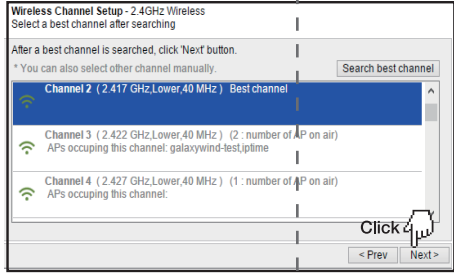 Wireless Channel Setup - 2.4GHz Wireless
Select a best channel after searching
After a best channel is searched, click 'Next' button.
* You can also select other channel manually.
Search best channel
Channel 2 ( 2.417 GHz,Lower,40 MHz ) Best channel
Channel 3 ( 2.422 GHz,Lower,40 MHz ) (2 : number of AP on air)
APs occuping this channel: galaxywind-test,iptime
Channel 4 ( 2.427 GHz,Lower,40 MHz ) (1 : number of AP on air)
APs occuping this channel:
Click
< Prev
Next >